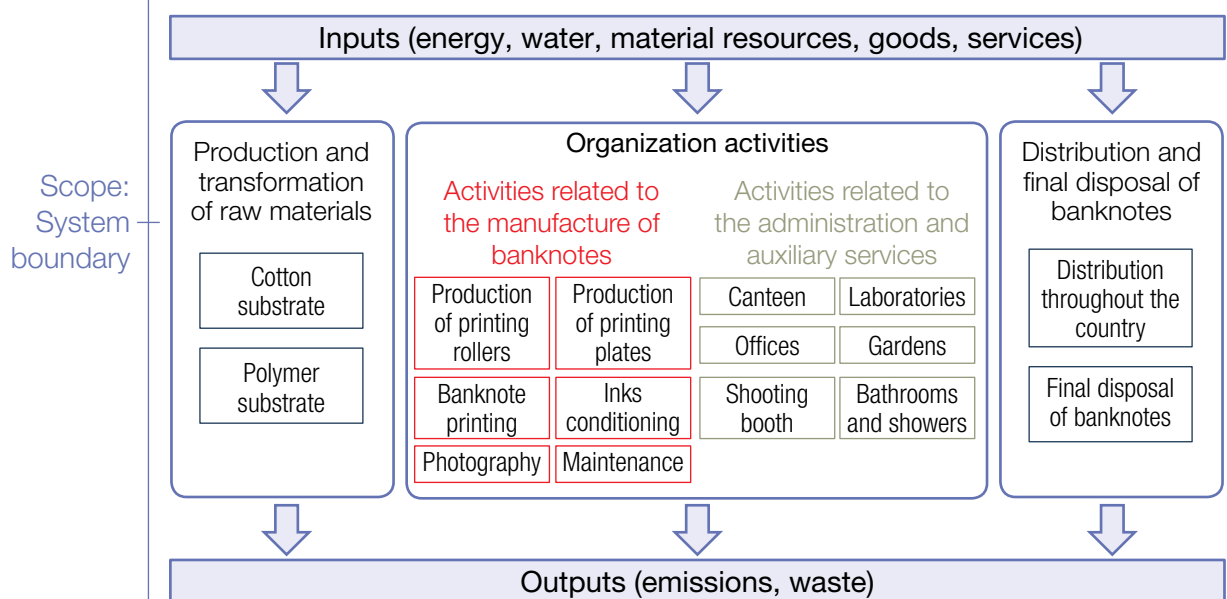 Inputs (energy, water, material resources, goods, services)
Scope:
System
boundary
Production and
transformation
of raw materials
Cotton
substrate
Polymer
substrate
Organization activities
Activities related to
the manufacture of
banknotes
Production
of printing
rollers
Production
of printing
plates
Banknote
printing
Inks
conditioning
Photography
Maintenance
Activities related to
the administration and
auxiliary services
Canteen
Laboratories
Offices
Gardens
Shooting
booth
Bathrooms
and showers
Distribution and
final disposal of
banknotes
Distribution
throughout the
country
Final disposal
of banknotes
Outputs (emissions, waste)